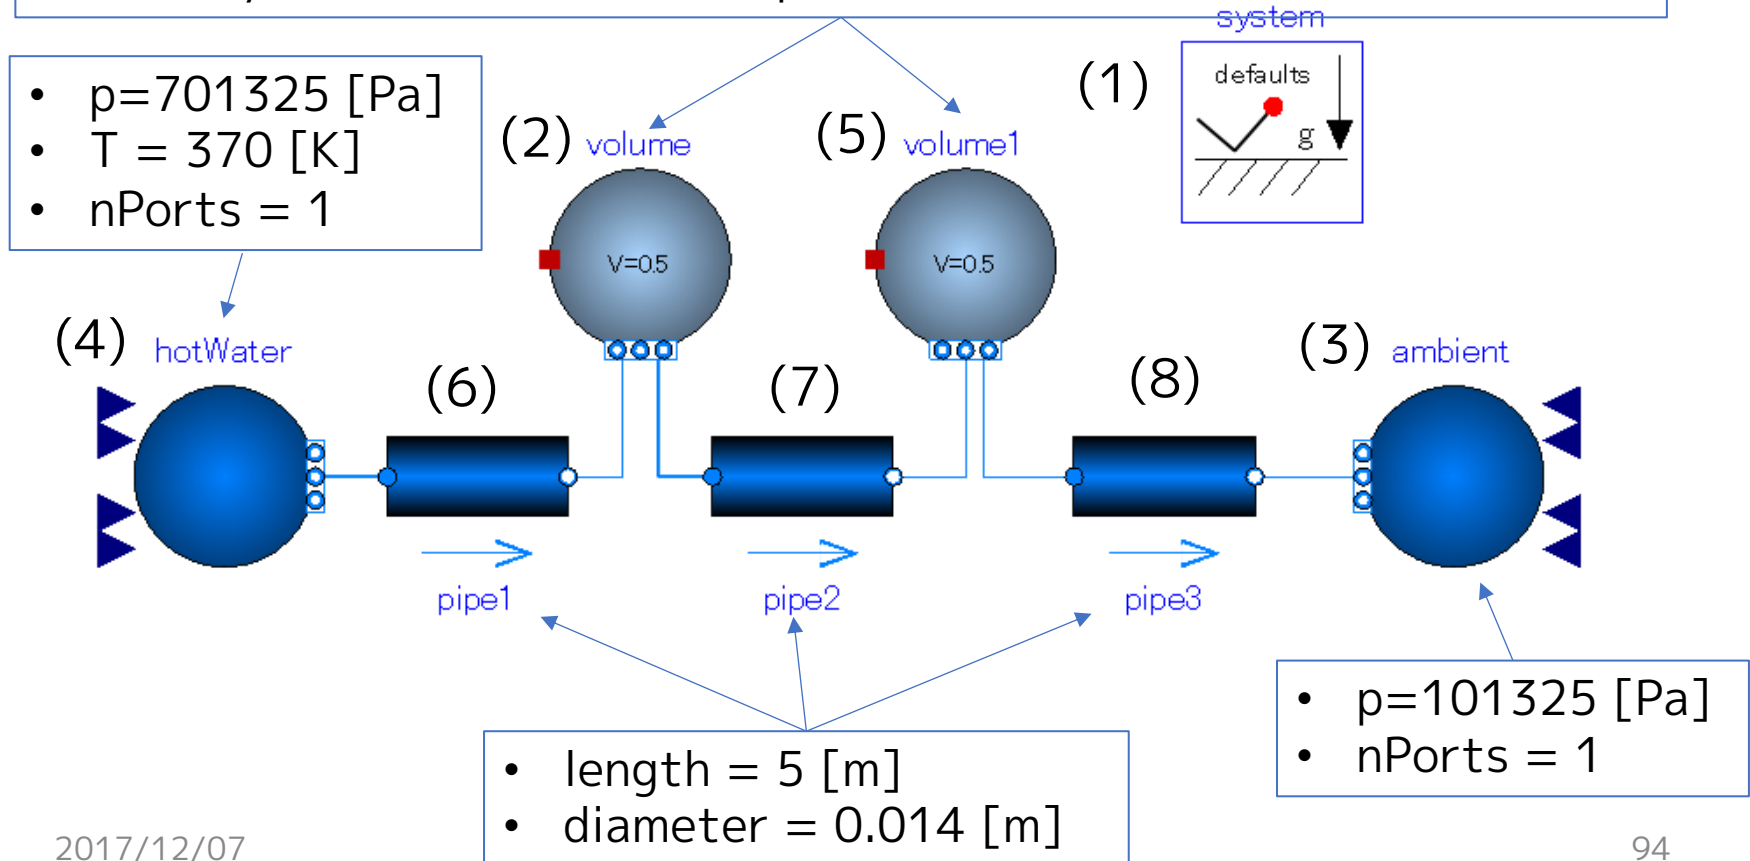 system
(1)
defaults
g
• p=701325 [Pa]
• T = 370 [K]
• nPorts = 1
(2) volume
(5) volume1
V=0.5
V=0.5
(4) hotWater
(3) ambient
(6)
(7)
(8)
pipe1
pipe2
pipe3
• p=101325 [Pa]
• nPorts = 1
• length = 5 [m]
• diameter = 0.014 [m]
2017/12/07
94